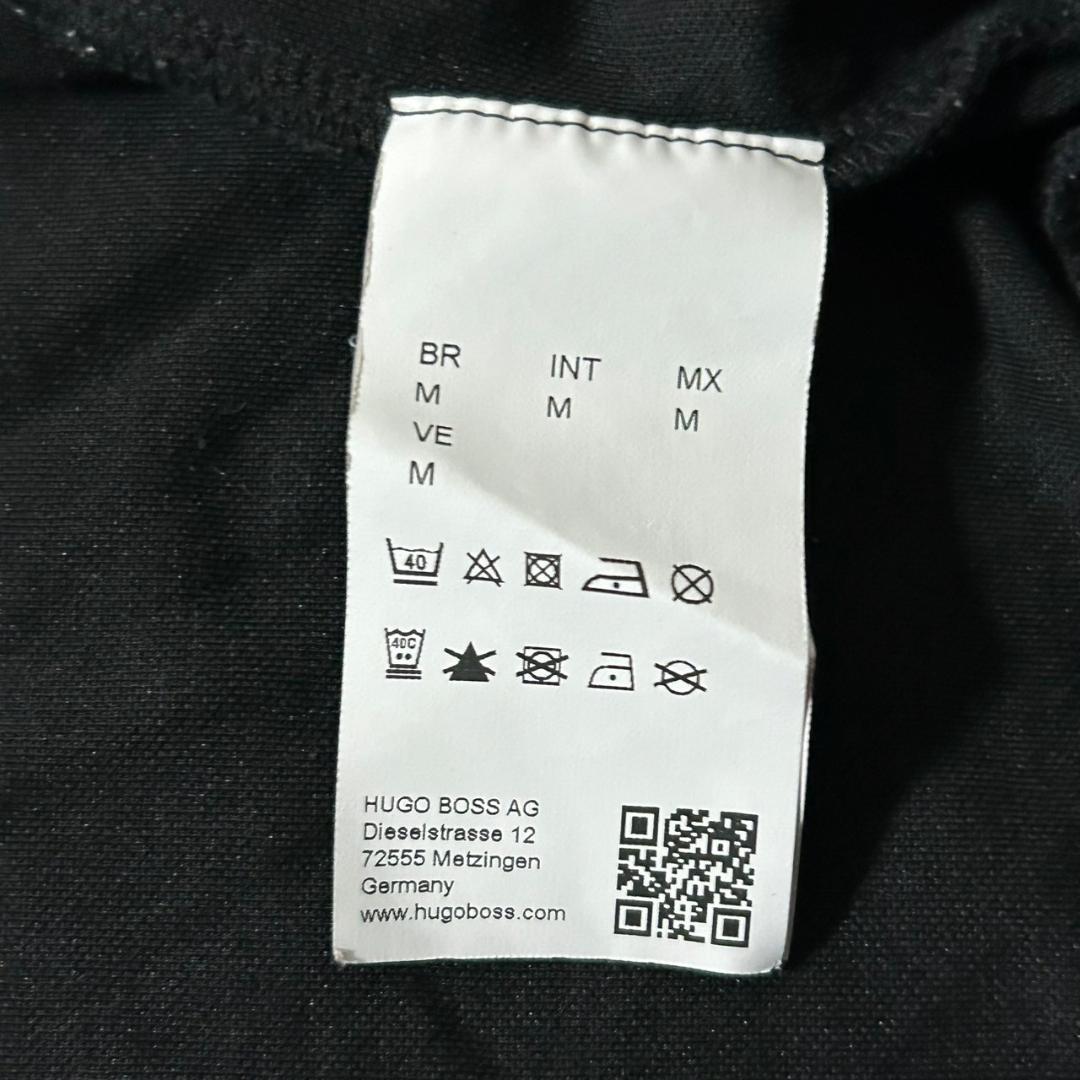 BR INT MX
M M M
VE
M
40
40C
HUGO BOSS AG
Dieselstrasse 12
72555 Metzingen
Germany
www.hugoboss.com